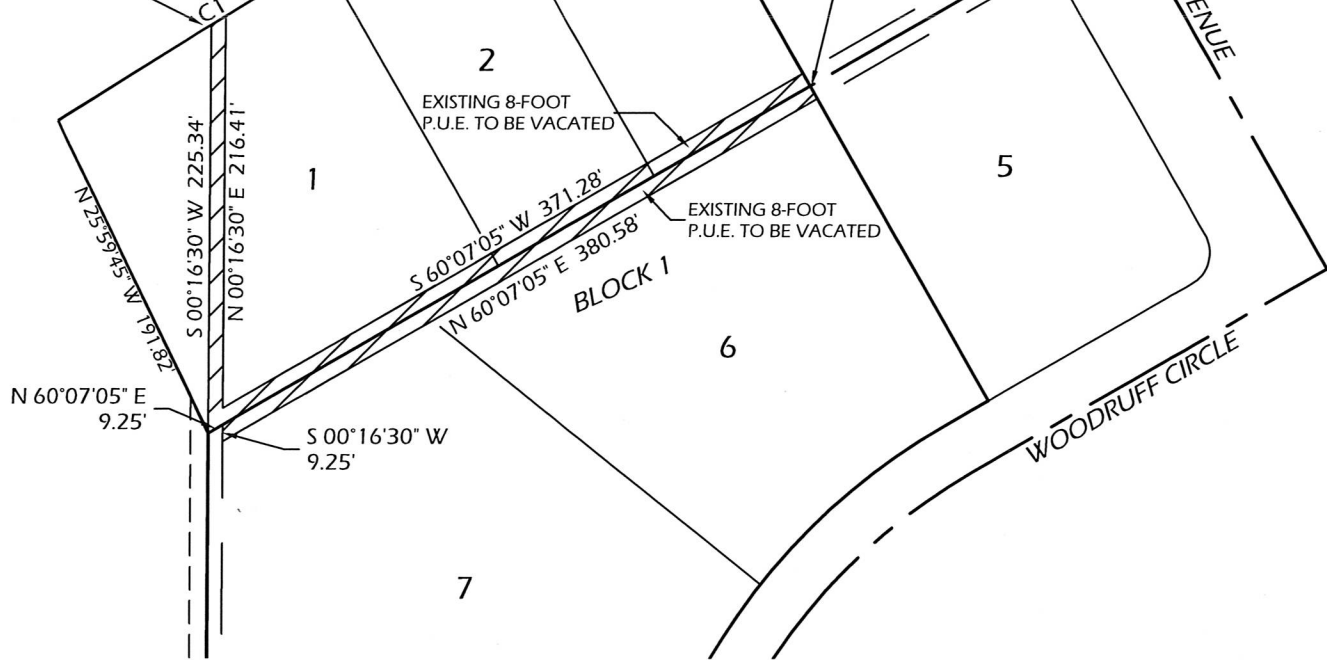 C1
ENUE
2
EXISTING 8-FOOT
P.U.E. TO BE VACATED
S 00°16'30" W 225.34'
N 00°16'30" E 216.41'
1
5
N 25°59'45" W 191.82'
S 60°07'05" W 371.28'
EXISTING 8-FOOT
P.U.E. TO BE VACATED
N 60°07'05" E 380.58'
BLOCK 1
6
N 60°07'05" E
9.25'
S 00°16'30" W
9.25'
WOODRUFF CIRCLE
7